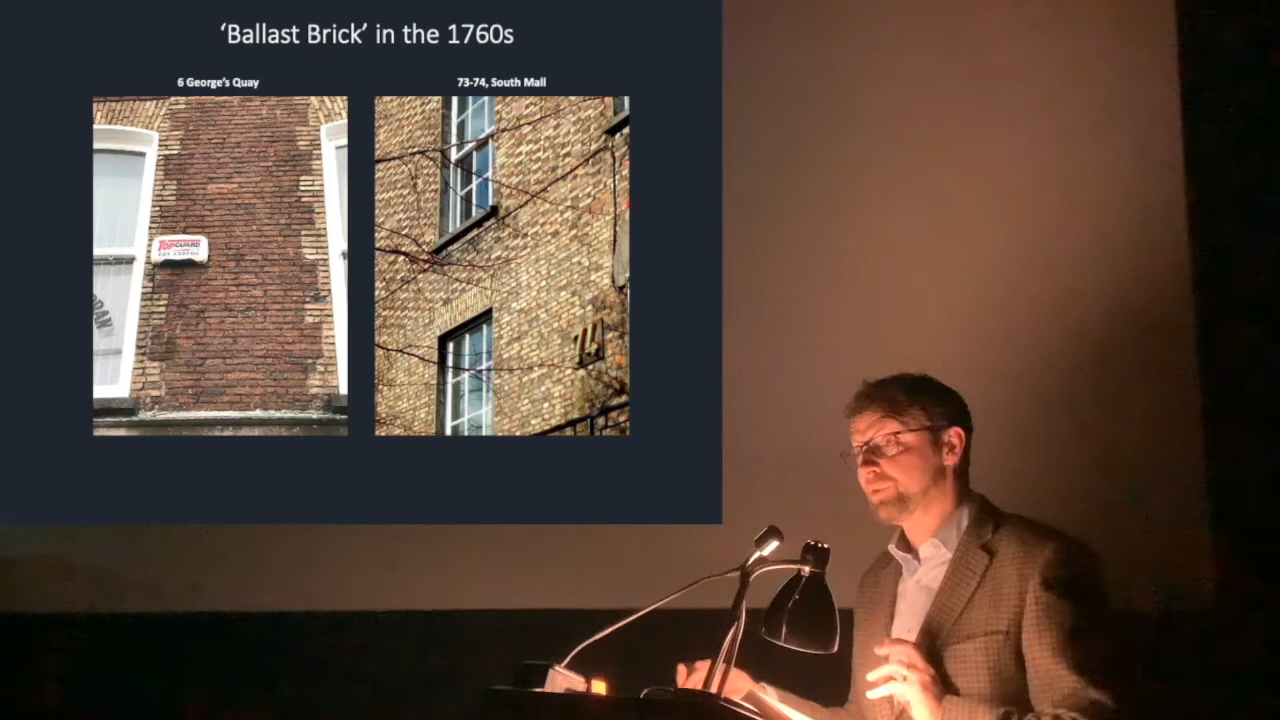 ‘Ballast Brick’ in the 1760s
6 George’s Quay
73-74, South Mall
TOPGUARD
74